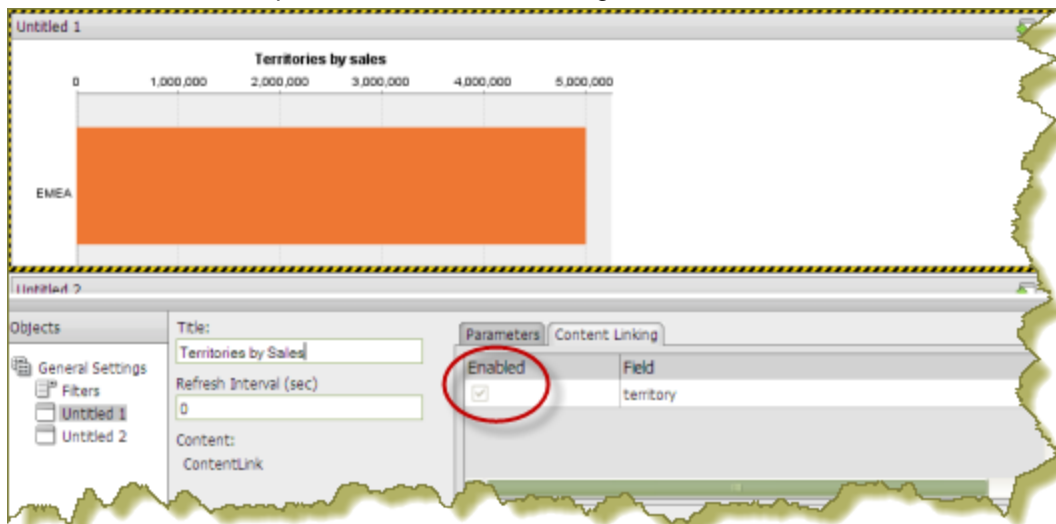 Untitled 1
Territories by sales
0 1,000,000 2,000,000 3,000,000 4,000,000 5,000,000
EMEA
Untitled 2
Objects
General Settings
Filters
Untitled 1
Untitled 2
Title:
Territories by Sales
Refresh Interval (sec)
0
Content:
ContentLink
Parameters Content Linking
Enabled Field
territory